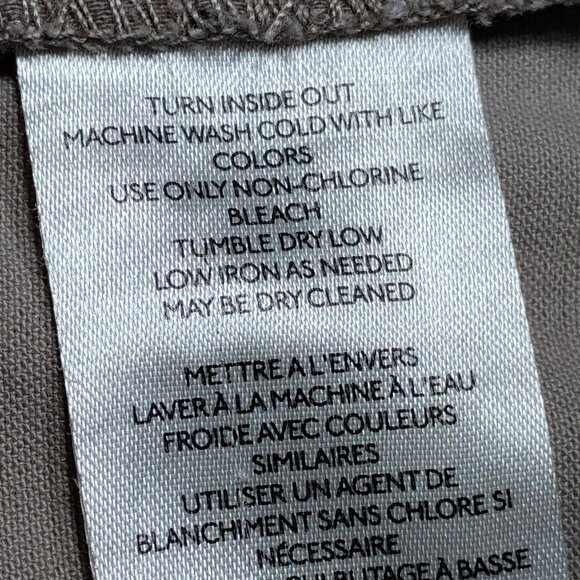 TURN INSIDE OUT
MACHINE WASH COLD WITH LIKE
COLORS
USE ONLY NON-CHLORINE
BLEACH
TUMBLE DRY LOW
LOW IRON AS NEEDED
MAY BE DRY CLEANED
METTRE A L'ENVERS
LAVER À LA MACHINE À L'EAU
FROIDE AVEC COULEURS
SIMILAIRES
UTILISER UN AGENT DE
BLANCHIMENT SANS CHLORE SI
NÉCESSAIRE
À BASSE